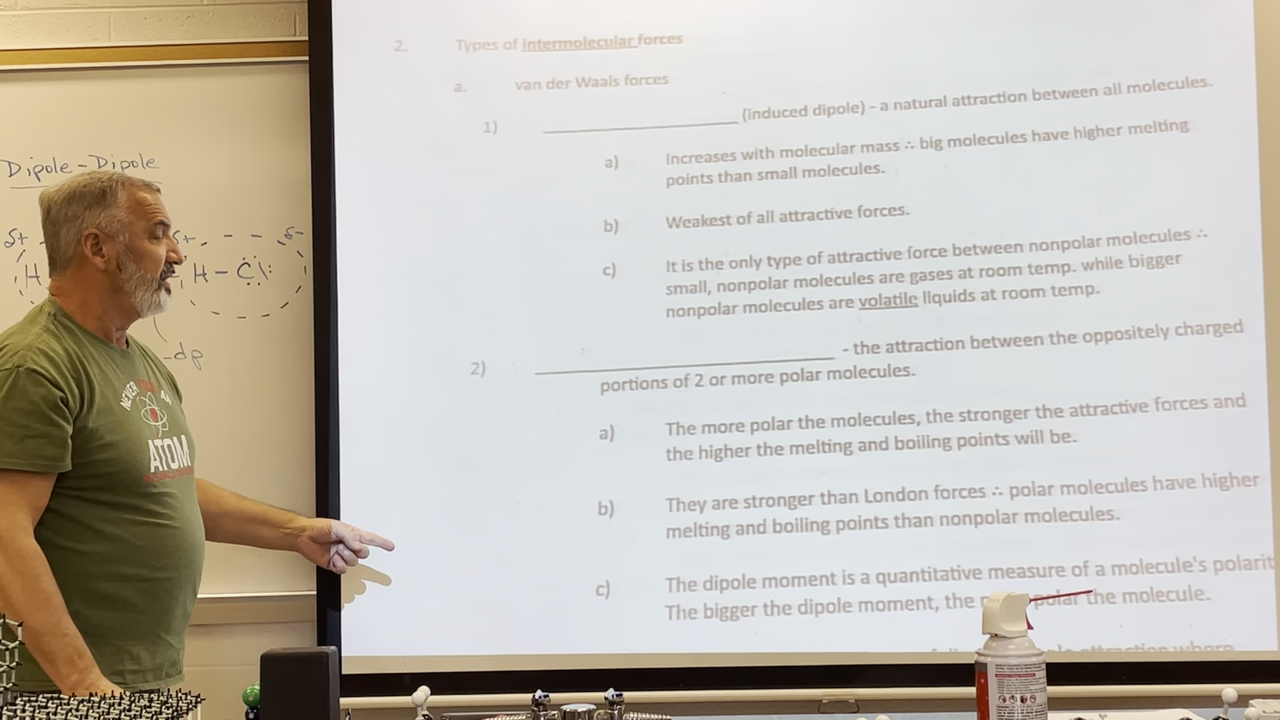 2. Types of intermolecular forces
a. van der Waals forces
1) ____________ (induced dipole) - a natural attraction between all molecules.
a) Increases with molecular mass ∴ big molecules have higher melting
points than small molecules.
b) Weakest of all attractive forces.
c) It is the only type of attractive force between nonpolar molecules ∴
small, nonpolar molecules are gases at room temp. while bigger
nonpolar molecules are volatile liquids at room temp.
2) ____________ - the attraction between the oppositely charged
portions of 2 or more polar molecules.
a) The more polar the molecules, the stronger the attractive forces and
the higher the melting and boiling points will be.
b) They are stronger than London forces ∴ polar molecules have higher
melting and boiling points than nonpolar molecules.
c) The dipole moment is a quantitative measure of a molecule's polarit
The bigger the dipole moment, the polar the molecule.
attraction where
Dipole-Dipole
δ+ δ+ δ-
H H-Cl
dp
NEVER AN
ATOM